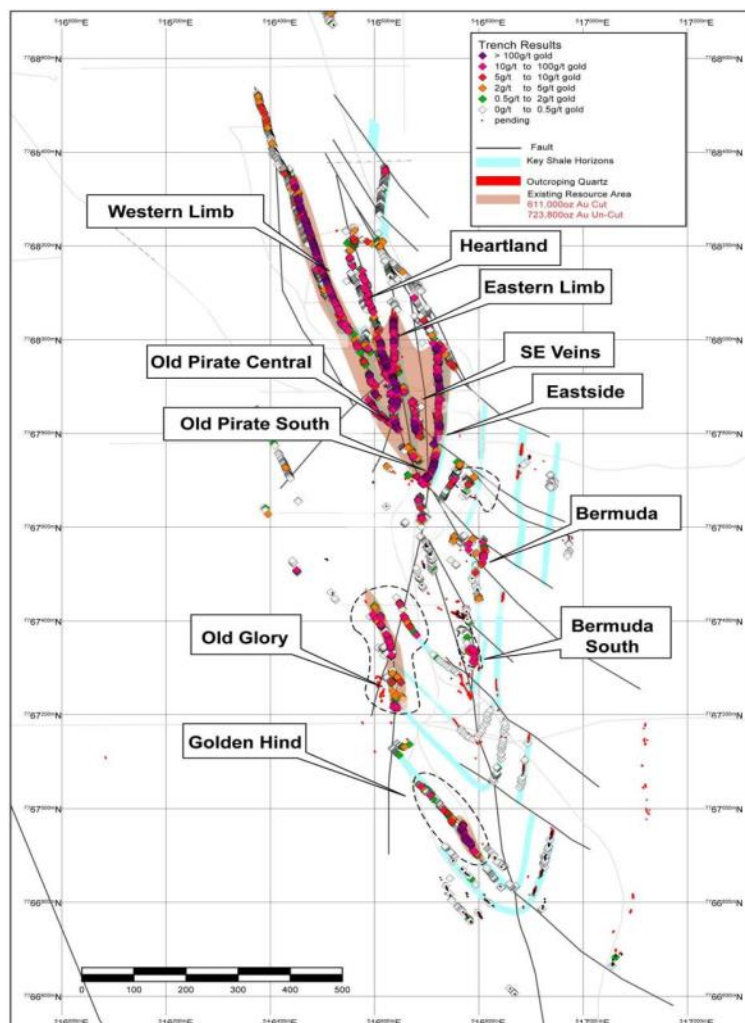 Trench Results
> 100g/t gold
10g/t to 100g/t gold
5g/t to 10g/t gold
2g/t to 5g/t gold
0.5g/t to 2g/t gold
0g/t to 0.5g/t gold
pending
Fault
Key Shale Horizons
Outcroping Quartz
Existing Resource Area
611,000oz Au Cut
723,800oz Au Un-Cut
Western Limb
Heartland
Eastern Limb
SE Veins
Old Pirate Central
Eastside
Old Pirate South
Bermuda
Old Glory
Bermuda
South
Golden Hind
0 100 200 300 400 500